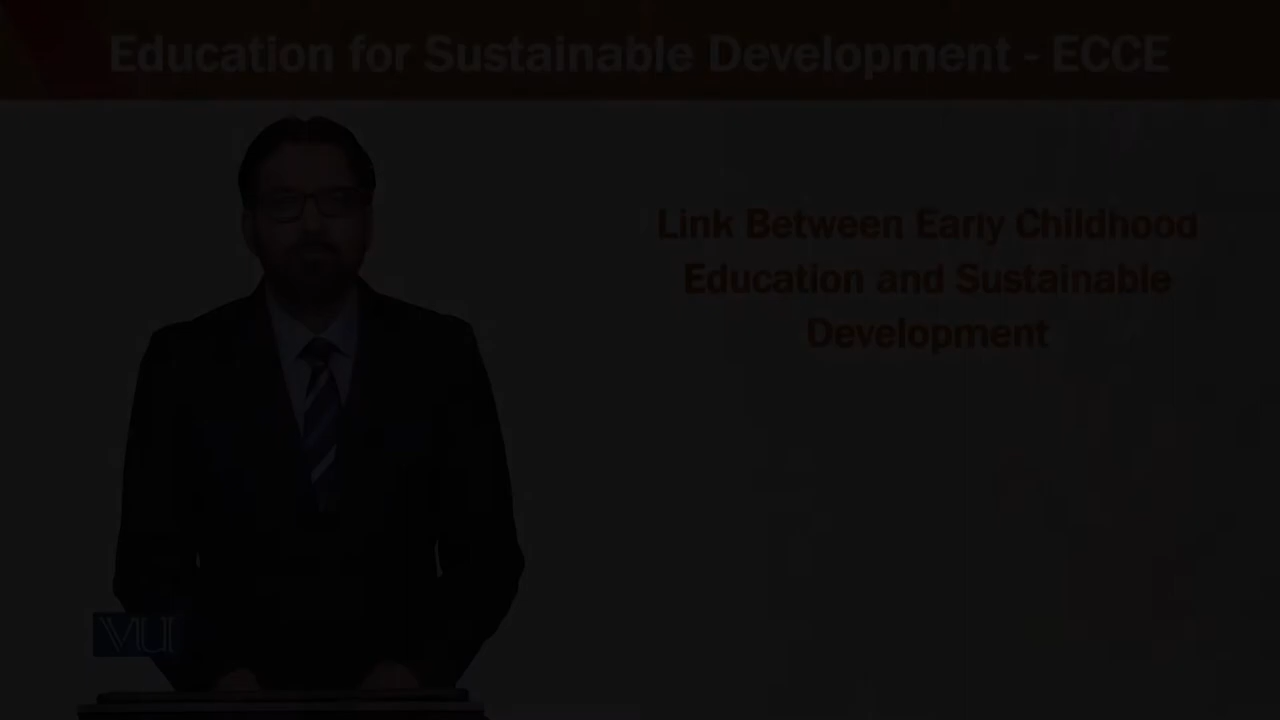 Education for Sustainable Development - ECCE
Link Between Early Childhood
Education and Sustainable
Development
VU